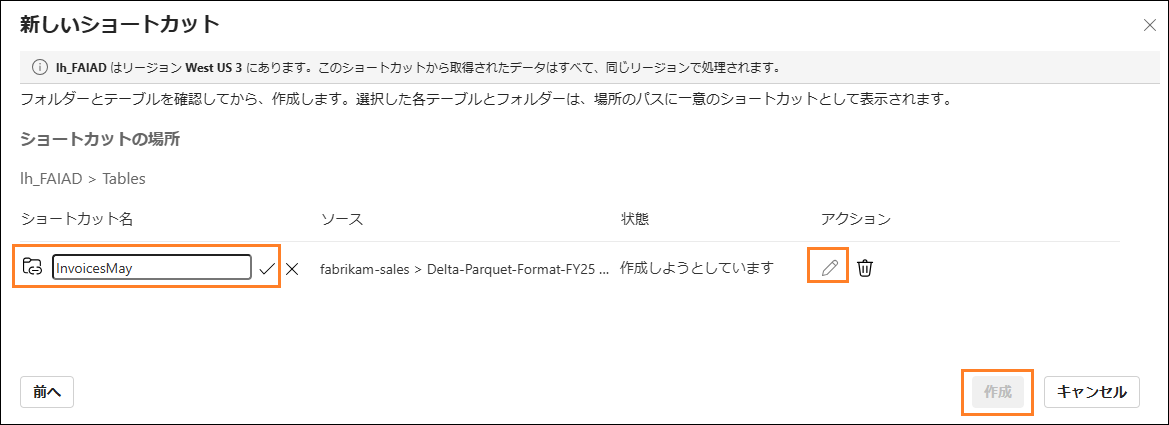 新しいショートカット
lh_FAIAD はリージョン West US 3 にあります。このショートカットから取得されたデータはすべて、同じリージョンで処理されます。
フォルダーとテーブルを確認してから、作成します。選択した各テーブルとフォルダーは、場所のパスに一意のショートカットとして表示されます。
ショートカットの場所
lh_FAIAD > Tables
ショートカット名 ソース 状態 アクション
InvoicesMay fabrikam-sales > Delta-Parquet-Format-FY25 ... 作成しようとしています
前へ 作成 キャンセル